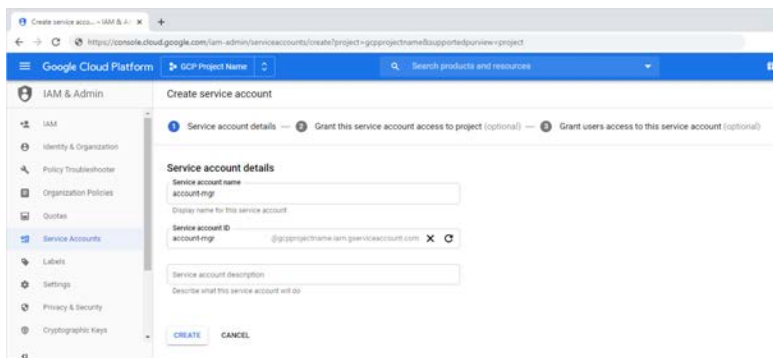 Create service acco... – IAM & A
https://console.cloud.google.com/iam-admin/serviceaccounts/create?project=gcpprojectname&supportedpurview=project
Google Cloud Platform
GCP Project Name
Search products and resources
IAM & Admin
Create service account
IAM
Identity & Organization
Policy Troubleshooter
Organization Policies
Quotas
Service Accounts
Labels
Settings
Privacy & Security
Cryptographic Keys
1 Service account details — 2 Grant this service account access to project (optional) — 3 Grant users access to this service account (optional)
Service account details
Service account name
account-mgr
Display name for this service account
Service account ID
account-mgr @gcpprojectname.iam.gserviceaccount.com
Service account description
Describe what this service account will do
CREATE CANCEL